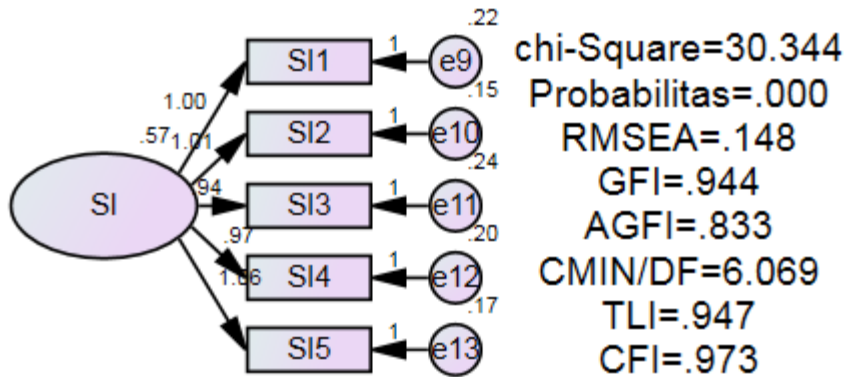 .22
SI1
1
e9
1.00
.15
SI2
1
e10
.57
1.01
.24
SI
.94
SI3
1
e11
.20
.97
SI4
1
e12
1.06
.17
SI5
1
e13
chi-Square=30.344
Probabilitas=.000
RMSEA=.148
GFI=.944
AGFI=.833
CMIN/DF=6.069
TLI=.947
CFI=.973